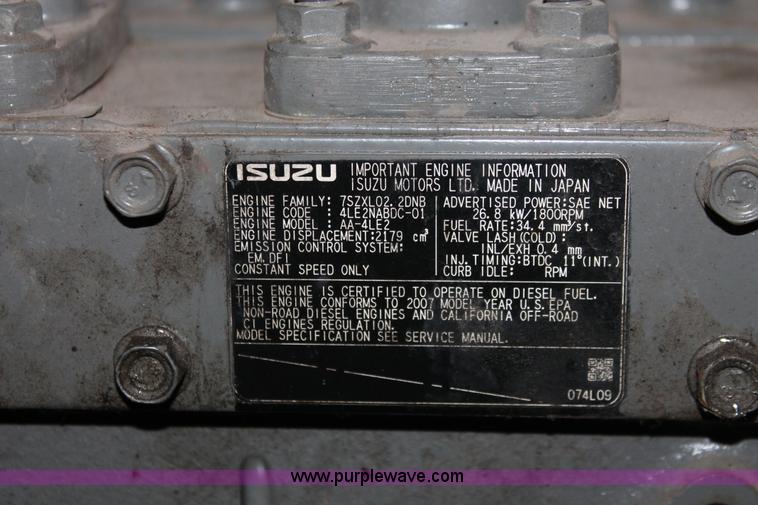 ISUZU IMPORTANT ENGINE INFORMATION
ISUZU MOTORS LTD. MADE IN JAPAN
ENGINE FAMILY: 7SZXL02.2DNB
ENGINE CODE : 4LE2NABDC-01
ENGINE MODEL : AA-4LE2
ENGINE DISPLACEMENT:2179 cm³
EMISSION CONTROL SYSTEM:
EM,DFI
CONSTANT SPEED ONLY
ADVERTISED POWER:SAE NET
26.8 kW/1800RPM
FUEL RATE:34.4 mm³/st.
VALVE LASH(COLD):
INL/EXH 0.4 mm
INJ.TIMING:BTDC 11°(INT.)
CURB IDLE: RPM
THIS ENGINE IS CERTIFIED TO OPERATE ON DIESEL FUEL.
THIS ENGINE CONFORMS TO 2007 MODEL YEAR U.S.EPA
NON-ROAD DIESEL ENGINES AND CALIFORNIA OFF-ROAD
CI ENGINES REGULATION.
MODEL SPECIFICATION SEE SERVICE MANUAL.
074L09
www.purplewave.com